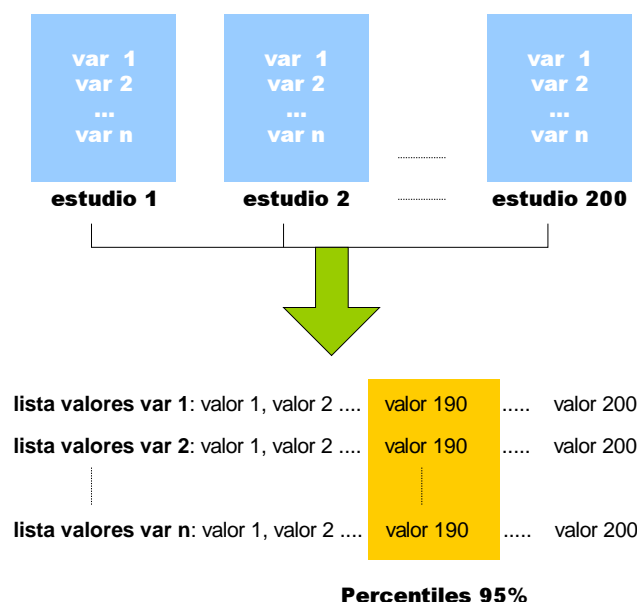 var 1
var 2
...
var n
estudio 1
var 1
var 2
...
var n
estudio 2
var 1
var 2
...
var n
estudio 200
lista valores var 1: valor 1, valor 2 .... valor 190 ..... valor 200
lista valores var 2: valor 1, valor 2 .... valor 190 ..... valor 200
lista valores var n: valor 1, valor 2 .... valor 190 ..... valor 200
Percentiles 95%